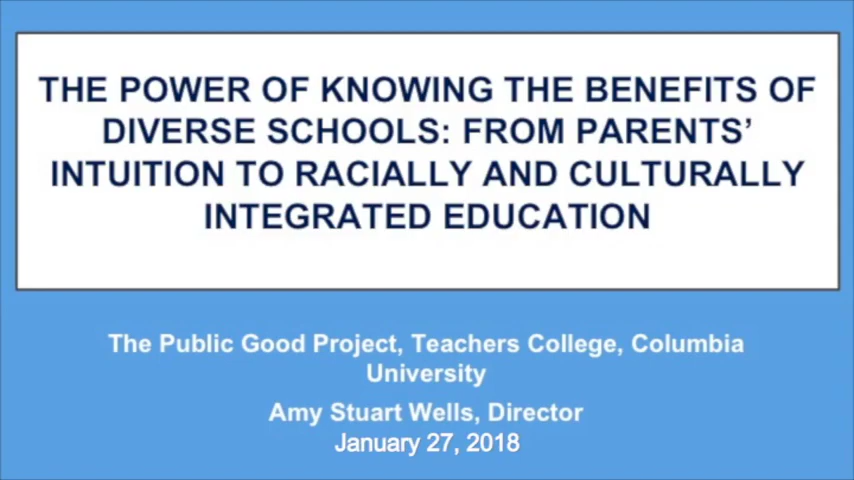 THE POWER OF KNOWING THE BENEFITS OF
DIVERSE SCHOOLS: FROM PARENTS’
INTUITION TO RACIALLY AND CULTURALLY
INTEGRATED EDUCATION
The Public Good Project, Teachers College, Columbia
University
Amy Stuart Wells, Director
January 27, 2018